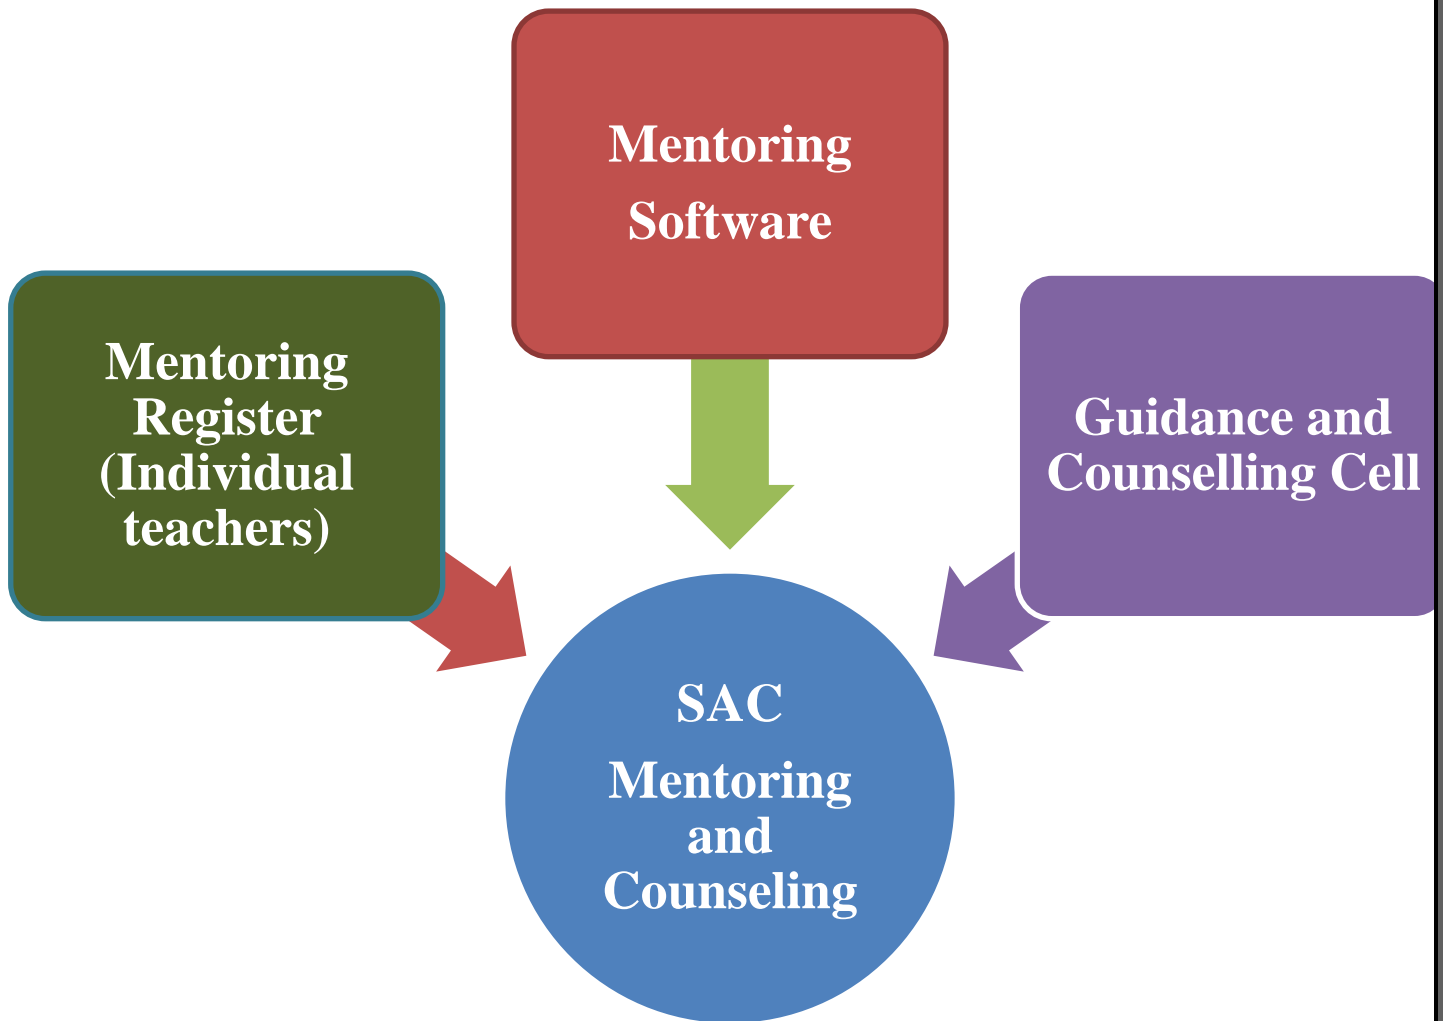 Mentoring
Software
Mentoring
Register
(Individual
teachers)
Guidance and
Counselling Cell
SAC
Mentoring
and
Counseling